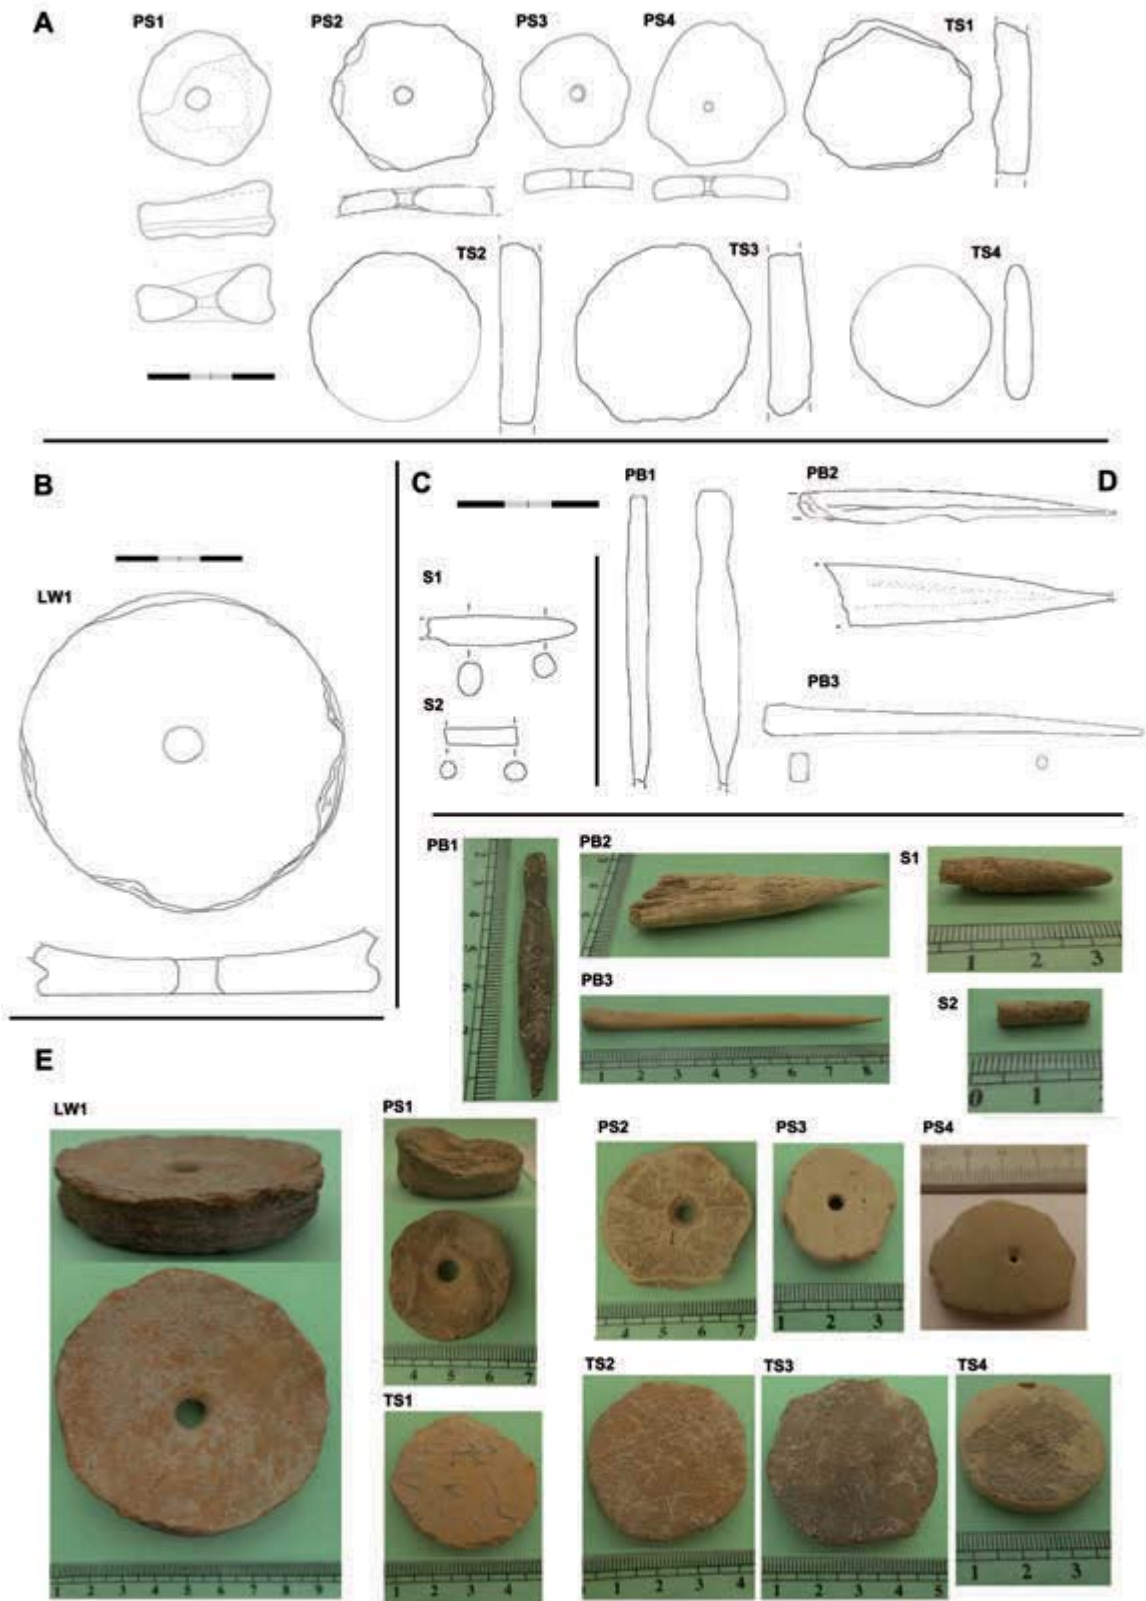 A
PS1 PS2 PS3 PS4 TS1
TS2 TS3 TS4
B
C
D
PB1 PB2
S1
S2
PB3
LW1
E
PB1 PB2 S1
1 2 3
PB3 S2
1 2 3 4 5 6 7 8
0 1
LW1 PS1 PS2 PS3 PS4
4 5 6 7
4 5 6 7
1 2 3
TS1 TS2 TS3 TS4
1 2 3 4 5 6 7 8 9
1 2 3 4
1 2 3 4
1 2 3 4 5
1 2 3